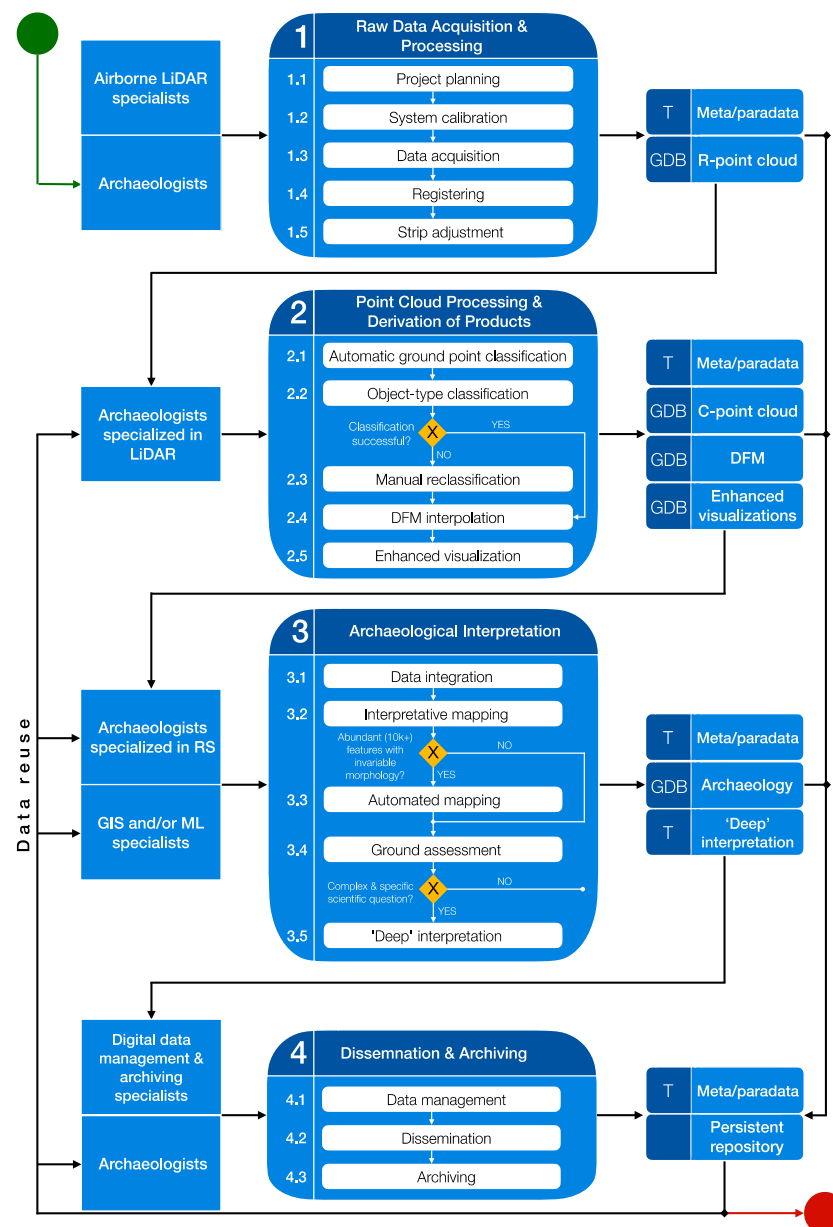 1
Raw Data Acquisition &
Processing
Airborne LiDAR
specialists
Archaeologists
1.1
Project planning
1.2
System calibration
1.3
Data acquisition
1.4
Registering
1.5
Strip adjustment
T
Meta/paradata
GDB
R-point cloud
2
Point Cloud Processing &
Derivation of Products
Archaeologists
specialized in
LiDAR
2.1
Automatic ground point classification
2.2
Object-type classification
Classification
successful?
X
YES
NO
2.3
Manual reclassification
2.4
DFM interpolation
2.5
Enhanced visualization
T
Meta/paradata
GDB
C-point cloud
GDB
DFM
GDB
Enhanced
visualizations
3
Archaeological Interpretation
Data reuse
Archaeologists
specialized in RS
GIS and/or ML
specialists
3.1
Data integration
3.2
Interpretative mapping
Abundant (10k+)
features with
invariable
morphology?
X
NO
YES
3.3
Automated mapping
3.4
Ground assessment
Complex & specific
scientific question?
X
NO
YES
3.5
'Deep' interpretation
T
Meta/paradata
GDB
Archaeology
T
‘Deep’
interpretation
4
Dissemnation & Archiving
Digital data
management &
archiving
specialists
Archaeologists
4.1
Data management
4.2
Dissemination
4.3
Archiving
T
Meta/paradata
Persistent
repository